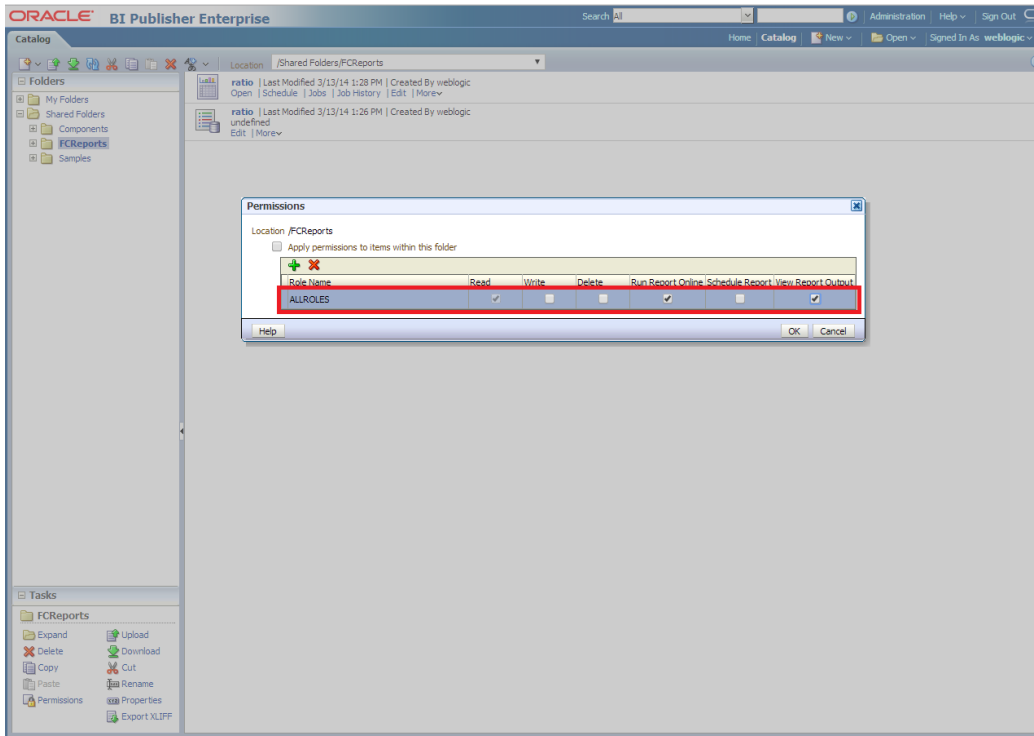 ORACLE BI Publisher Enterprise
Search All
Administration Help Sign Out
Catalog
Home Catalog New Open Signed In As weblogic
Location /Shared Folders/FCReports
Folders
My Folders
Shared Folders
Components
FCReports
Samples
ratio | Last Modified 3/13/14 1:28 PM | Created By weblogic
Open | Schedule | Jobs | Job History | Edit | More
ratio | Last Modified 3/13/14 1:26 PM | Created By weblogic
undefined
Edit | More
Permissions
Location /FCReports
Apply permissions to items within this folder
Role Name Read Write Delete Run Report Online Schedule Report View Report Output
ALLROLES
Help OK Cancel
Tasks
FCReports
Expand Upload
Delete Download
Copy Cut
Paste Rename
Permissions Properties
Export XLIFF